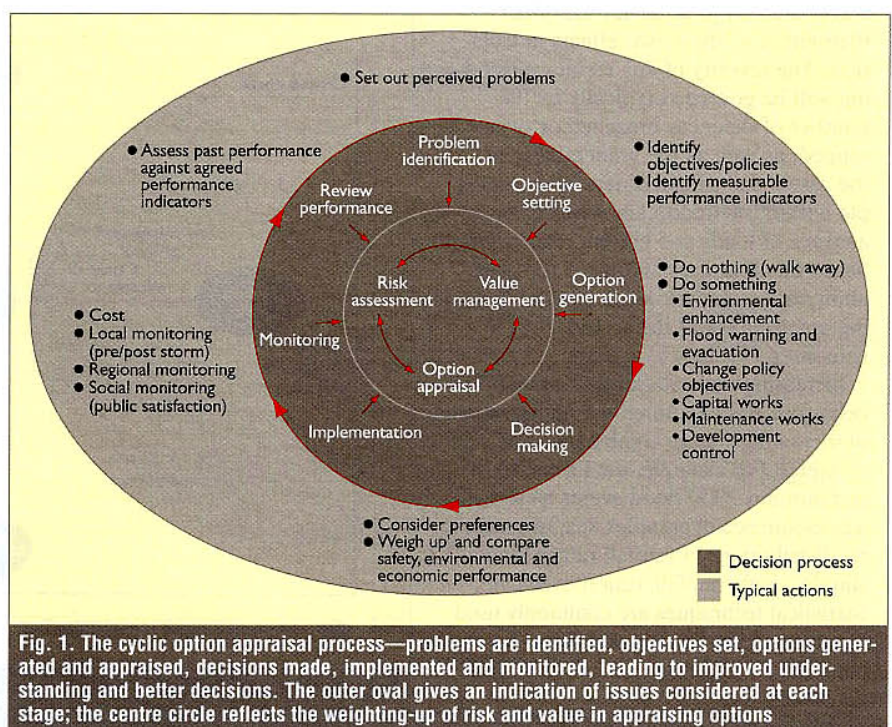 ● Set out perceived problems
● Assess past performance
against agreed
performance
indicators
● Identify
objectives/policies
● Identify measurable
performance indicators
Problem
identification
Review
performance
Objective
setting
Risk
assessment
Value
management
Option
generation
Monitoring
Option
appraisal
Implementation
Decision
making
● Cost
● Local monitoring
(pre/post storm)
● Regional monitoring
● Social monitoring
(public satisfaction)
● Do nothing (walk away)
● Do something
• Environmental
enhancement
• Flood warning and
evacuation
• Change policy
objectives
• Capital works
• Maintenance works
• Development
control
● Consider preferences
● Weigh up' and compare
safety, environmental and
economic performance
Decision process
Typical actions
Fig. 1. The cyclic option appraisal process—problems are identified, objectives set, options gener-
ated and appraised, decisions made, implemented and monitored, leading to improved under-
standing and better decisions. The outer oval gives an indication of issues considered at each
stage; the centre circle reflects the weighting-up of risk and value in appraising options